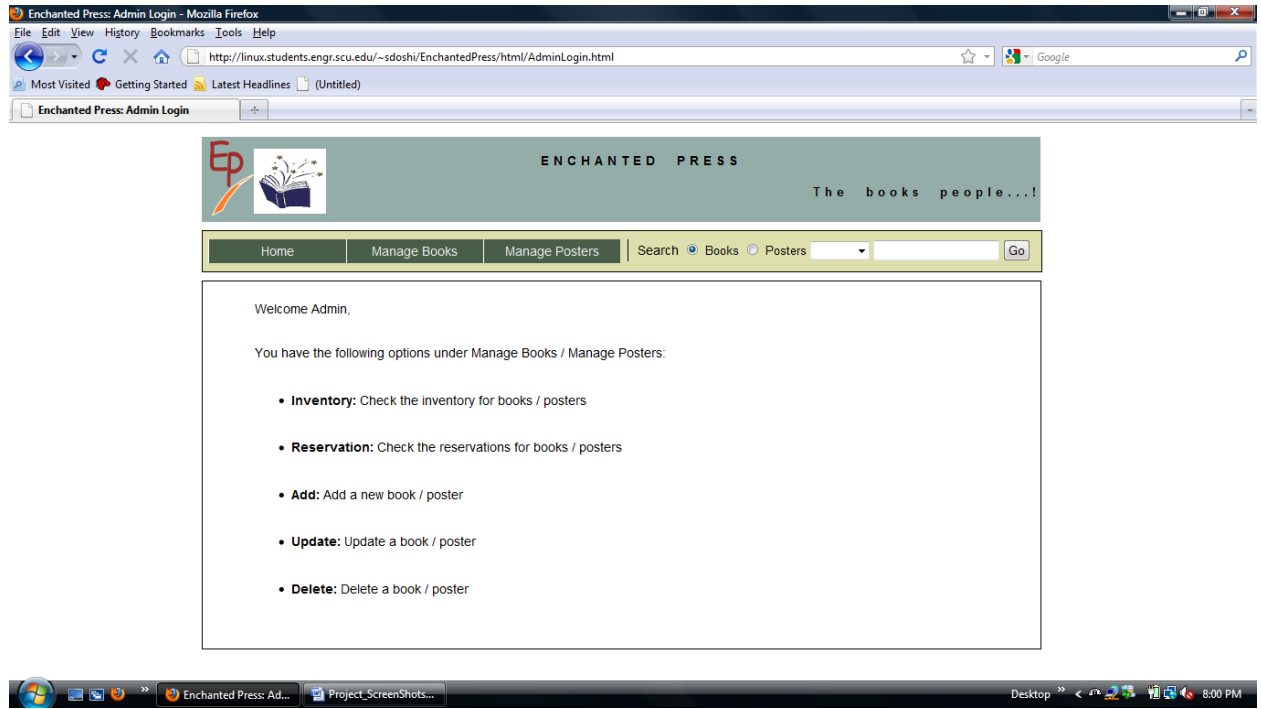 Enchanted Press: Admin Login - Mozilla Firefox
File Edit View History Bookmarks Tools Help
http://linux.students.engr.scu.edu/~sdoshi/EnchantedPress/html/AdminLogin.html
Google
Most Visited Getting Started Latest Headlines (Untitled)
Enchanted Press: Admin Login
Ep
ENCHANTED PRESS
The books people...!
Home Manage Books Manage Posters Search Books Posters Go
Welcome Admin,
You have the following options under Manage Books / Manage Posters:
• Inventory: Check the inventory for books / posters
• Reservation: Check the reservations for books / posters
• Add: Add a new book / poster
• Update: Update a book / poster
• Delete: Delete a book / poster
Enchanted Press: Ad... Project_ScreenShots... Desktop 8:00 PM